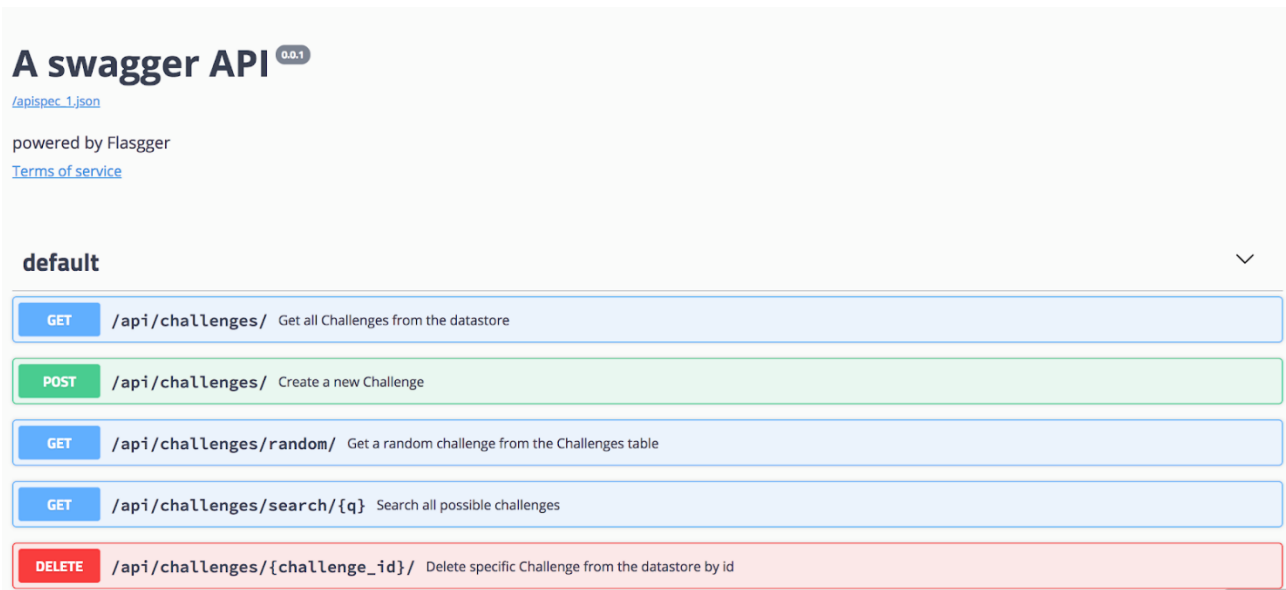 A swagger API 0.0.1
/apispec_1.json
powered by Flasgger
Terms of service
default
GET /api/challenges/ Get all Challenges from the datastore
POST /api/challenges/ Create a new Challenge
GET /api/challenges/random/ Get a random challenge from the Challenges table
GET /api/challenges/search/{q} Search all possible challenges
DELETE /api/challenges/{challenge_id}/ Delete specific Challenge from the datastore by id